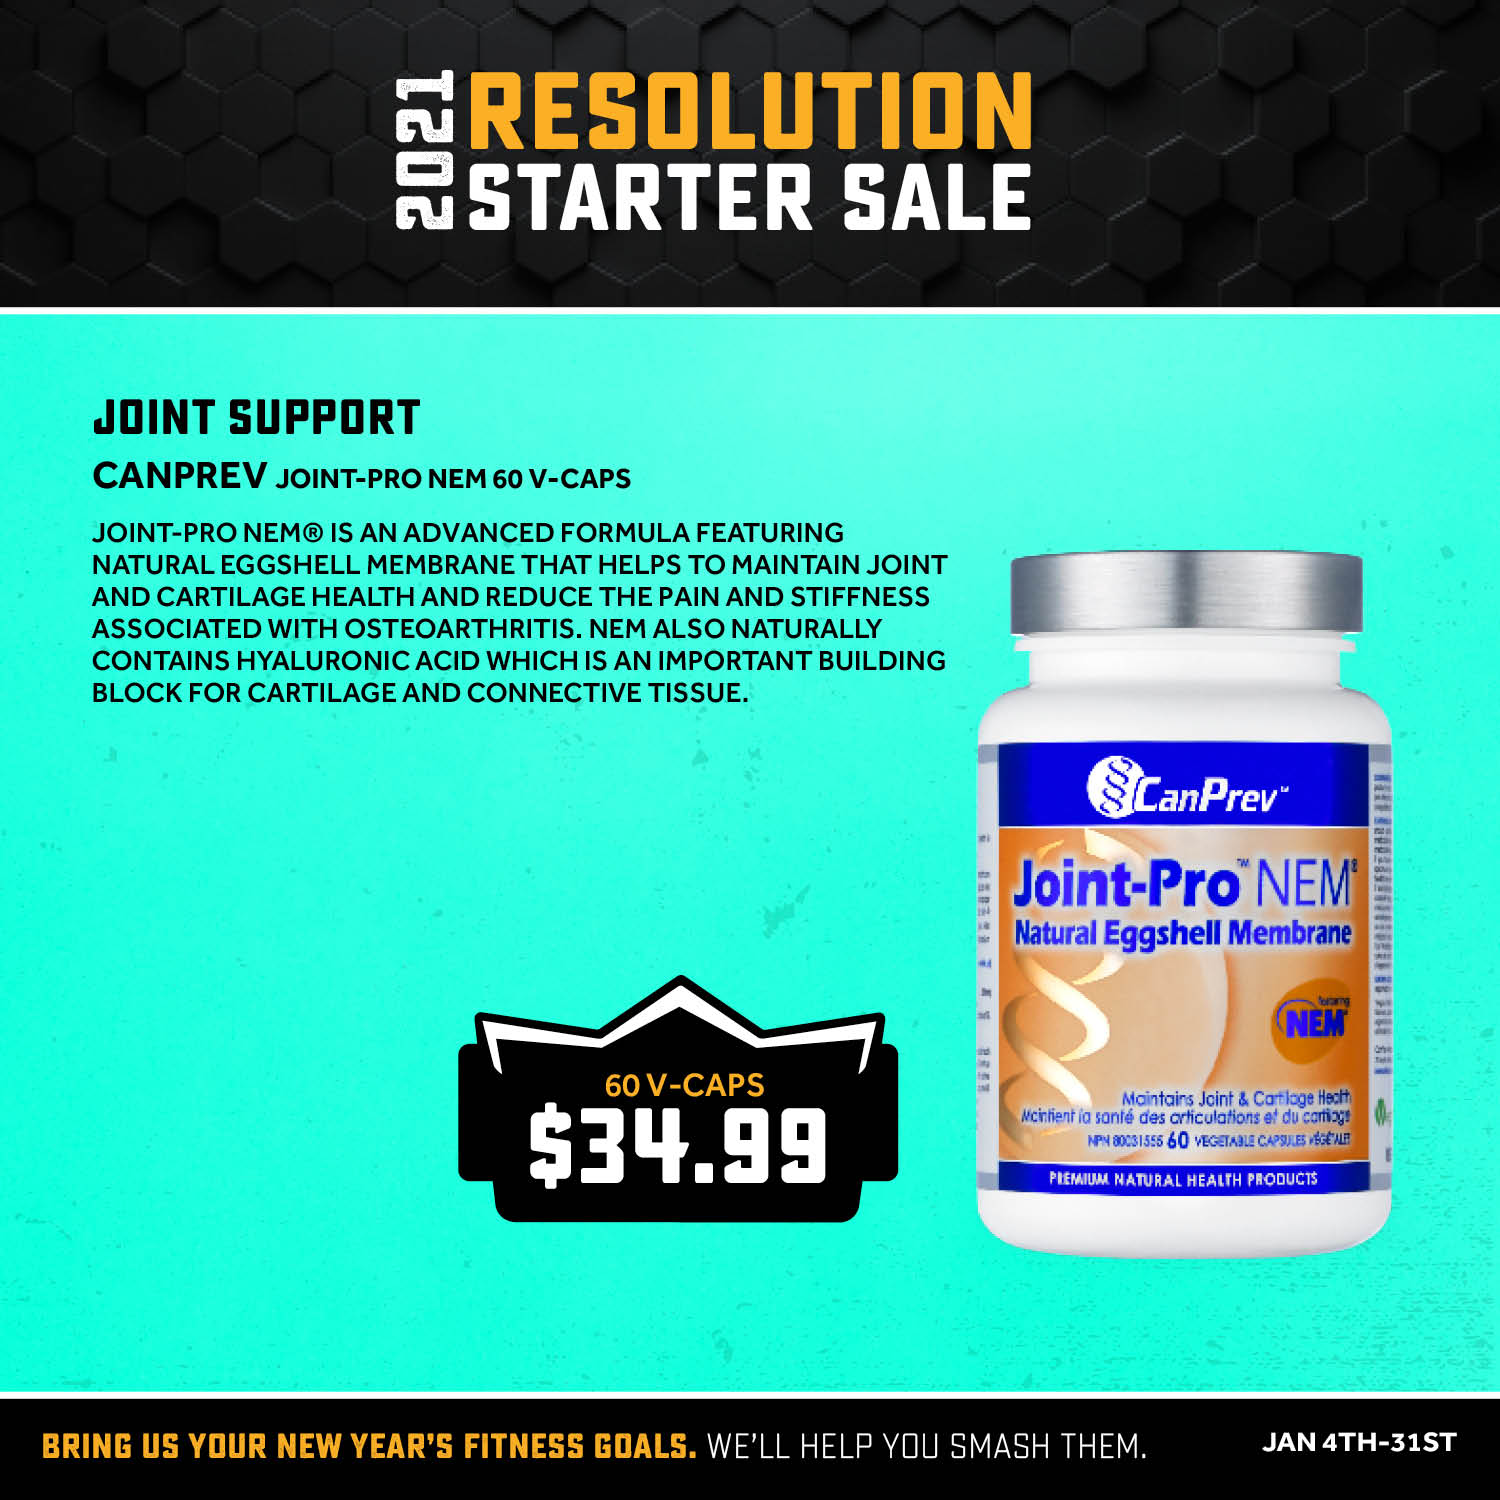 2021
RESOLUTION
STARTER SALE
JOINT SUPPORT
CANPREV JOINT-PRO NEM 60 V-CAPS
JOINT-PRO NEM® IS AN ADVANCED FORMULA FEATURING
NATURAL EGGSHELL MEMBRANE THAT HELPS TO MAINTAIN JOINT
AND CARTILAGE HEALTH AND REDUCE THE PAIN AND STIFFNESS
ASSOCIATED WITH OSTEOARTHRITIS. NEM ALSO NATURALLY
CONTAINS HYALURONIC ACID WHICH IS AN IMPORTANT BUILDING
BLOCK FOR CARTILAGE AND CONNECTIVE TISSUE.
CanPrev™
Joint-Pro™ NEM®
Natural Eggshell Membrane
NEM
Maintains Joint & Cartilage Health
Maintient la santé des articulations et du cartilage
NPN 80031555 60 VEGETABLE CAPSULES VÉGÉTALES
PREMIUM NATURAL HEALTH PRODUCTS
60 V-CAPS
$34.99
BRING US YOUR NEW YEAR'S FITNESS GOALS. WE'LL HELP YOU SMASH THEM.
JAN 4TH-31ST